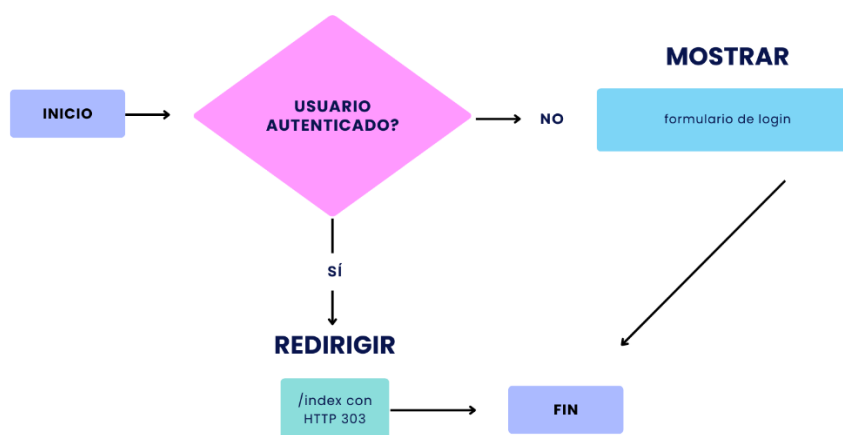 MOSTRAR
INICIO
USUARIO
AUTENTICADO?
NO
formulario de login
SÍ
REDIRIGIR
/index con
HTTP 303
FIN